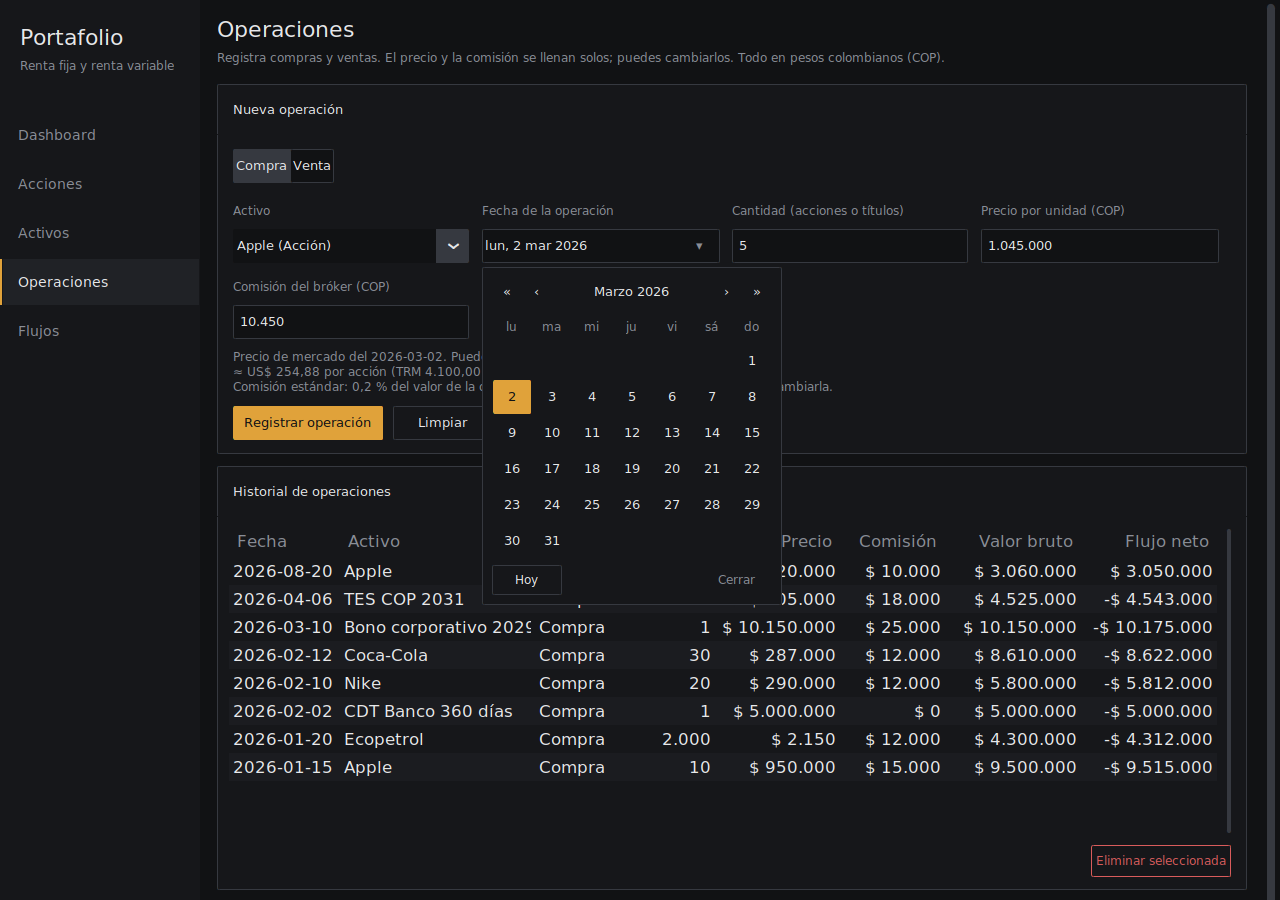 Portafolio
Renta fija y renta variable
Dashboard
Acciones
Activos
Operaciones
Flujos
Operaciones
Registra compras y ventas. El precio y la comisión se llenan solos; puedes cambiarlos. Todo en pesos colombianos (COP).
Nueva operación
Compra Venta
Activo Fecha de la operación Cantidad (acciones o títulos) Precio por unidad (COP)
Apple (Acción) lun, 2 mar 2026 ▾ 5 1.045.000
Comisión del bróker (COP)
10.450
Precio de mercado del 2026-03-02.
≈ US$ 254,88 por acción (TRM 4.100,00
Comisión estándar: 0,2 % del valor de la
Registrar operación Limpiar
« ‹ Marzo 2026 › »
lu ma mi ju vi sá do
1
2 3 4 5 6 7 8
9 10 11 12 13 14 15
16 17 18 19 20 21 22
23 24 25 26 27 28 29
30 31
Hoy Cerrar
Historial de operaciones
Fecha Activo Precio Comisión Valor bruto Flujo neto
2026-08-20 Apple 20.000 $ 10.000 $ 3.060.000 $ 3.050.000
2026-04-06 TES COP 2031 05.000 $ 18.000 $ 4.525.000 -$ 4.543.000
2026-03-10 Bono corporativo 2029 Compra 1 $ 10.150.000 $ 25.000 $ 10.150.000 -$ 10.175.000
2026-02-12 Coca-Cola Compra 30 $ 287.000 $ 12.000 $ 8.610.000 -$ 8.622.000
2026-02-10 Nike Compra 20 $ 290.000 $ 12.000 $ 5.800.000 -$ 5.812.000
2026-02-02 CDT Banco 360 días Compra 1 $ 5.000.000 $ 0 $ 5.000.000 -$ 5.000.000
2026-01-20 Ecopetrol Compra 2.000 $ 2.150 $ 12.000 $ 4.300.000 -$ 4.312.000
2026-01-15 Apple Compra 10 $ 950.000 $ 15.000 $ 9.500.000 -$ 9.515.000
Eliminar seleccionada